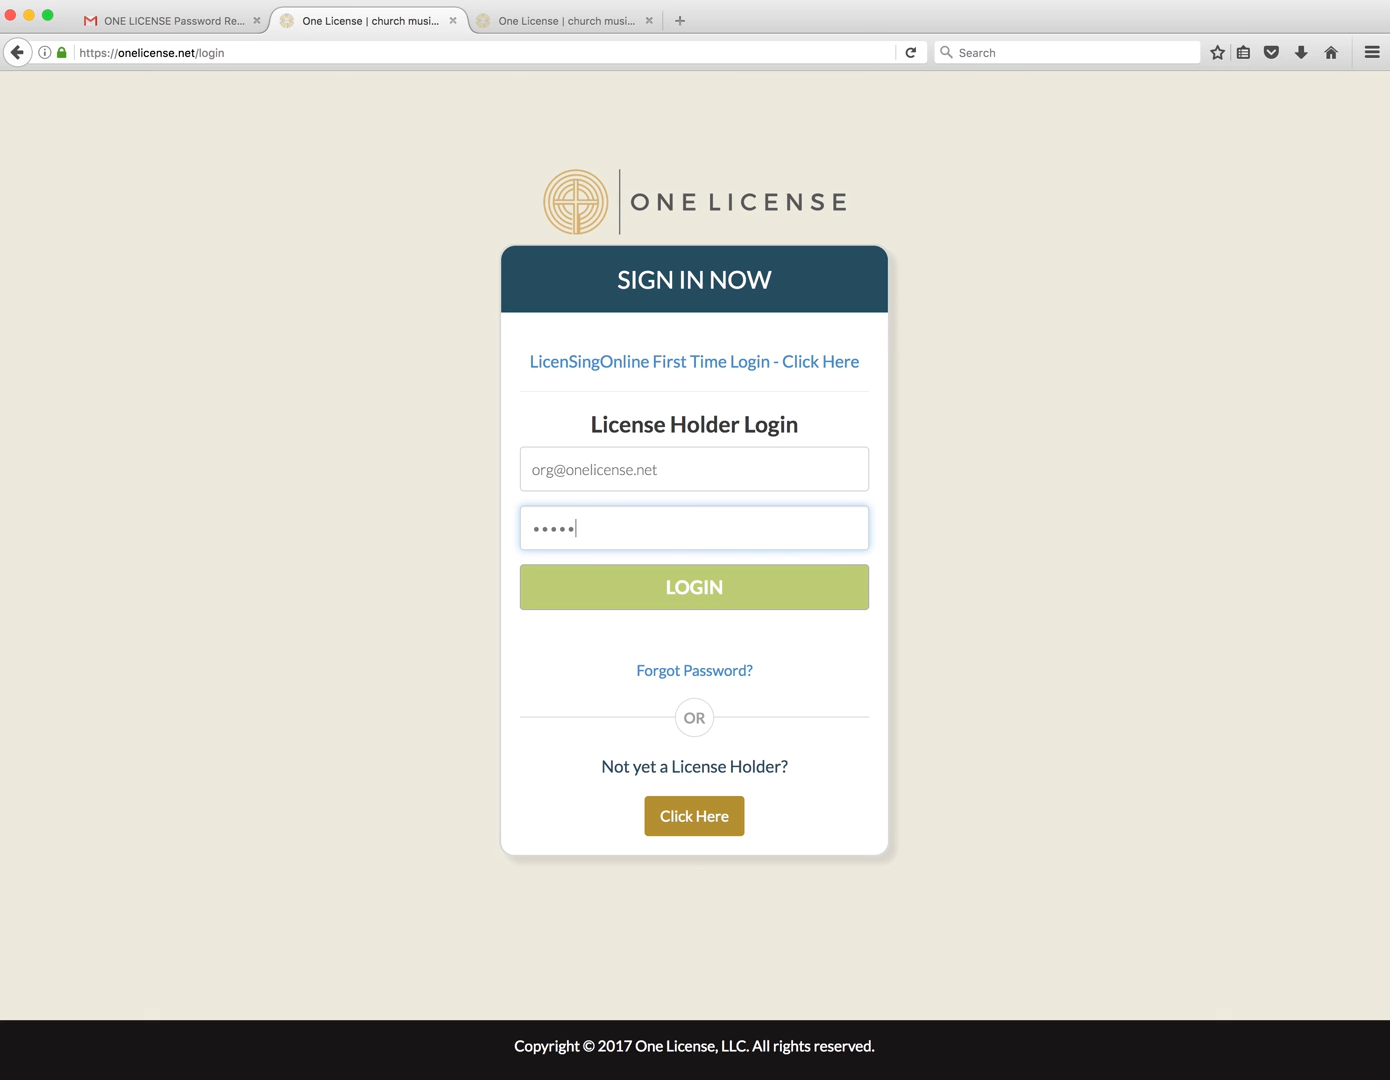 ONE LICENSE Password Re...
One License | church musi...
One License | church musi...
https://onelicense.net/login
Search
ONE LICENSE
SIGN IN NOW
LicenSingOnline First Time Login - Click Here
License Holder Login
org@onelicense.net
•••••
LOGIN
Forgot Password?
OR
Not yet a License Holder?
Click Here
Copyright © 2017 One License, LLC. All rights reserved.